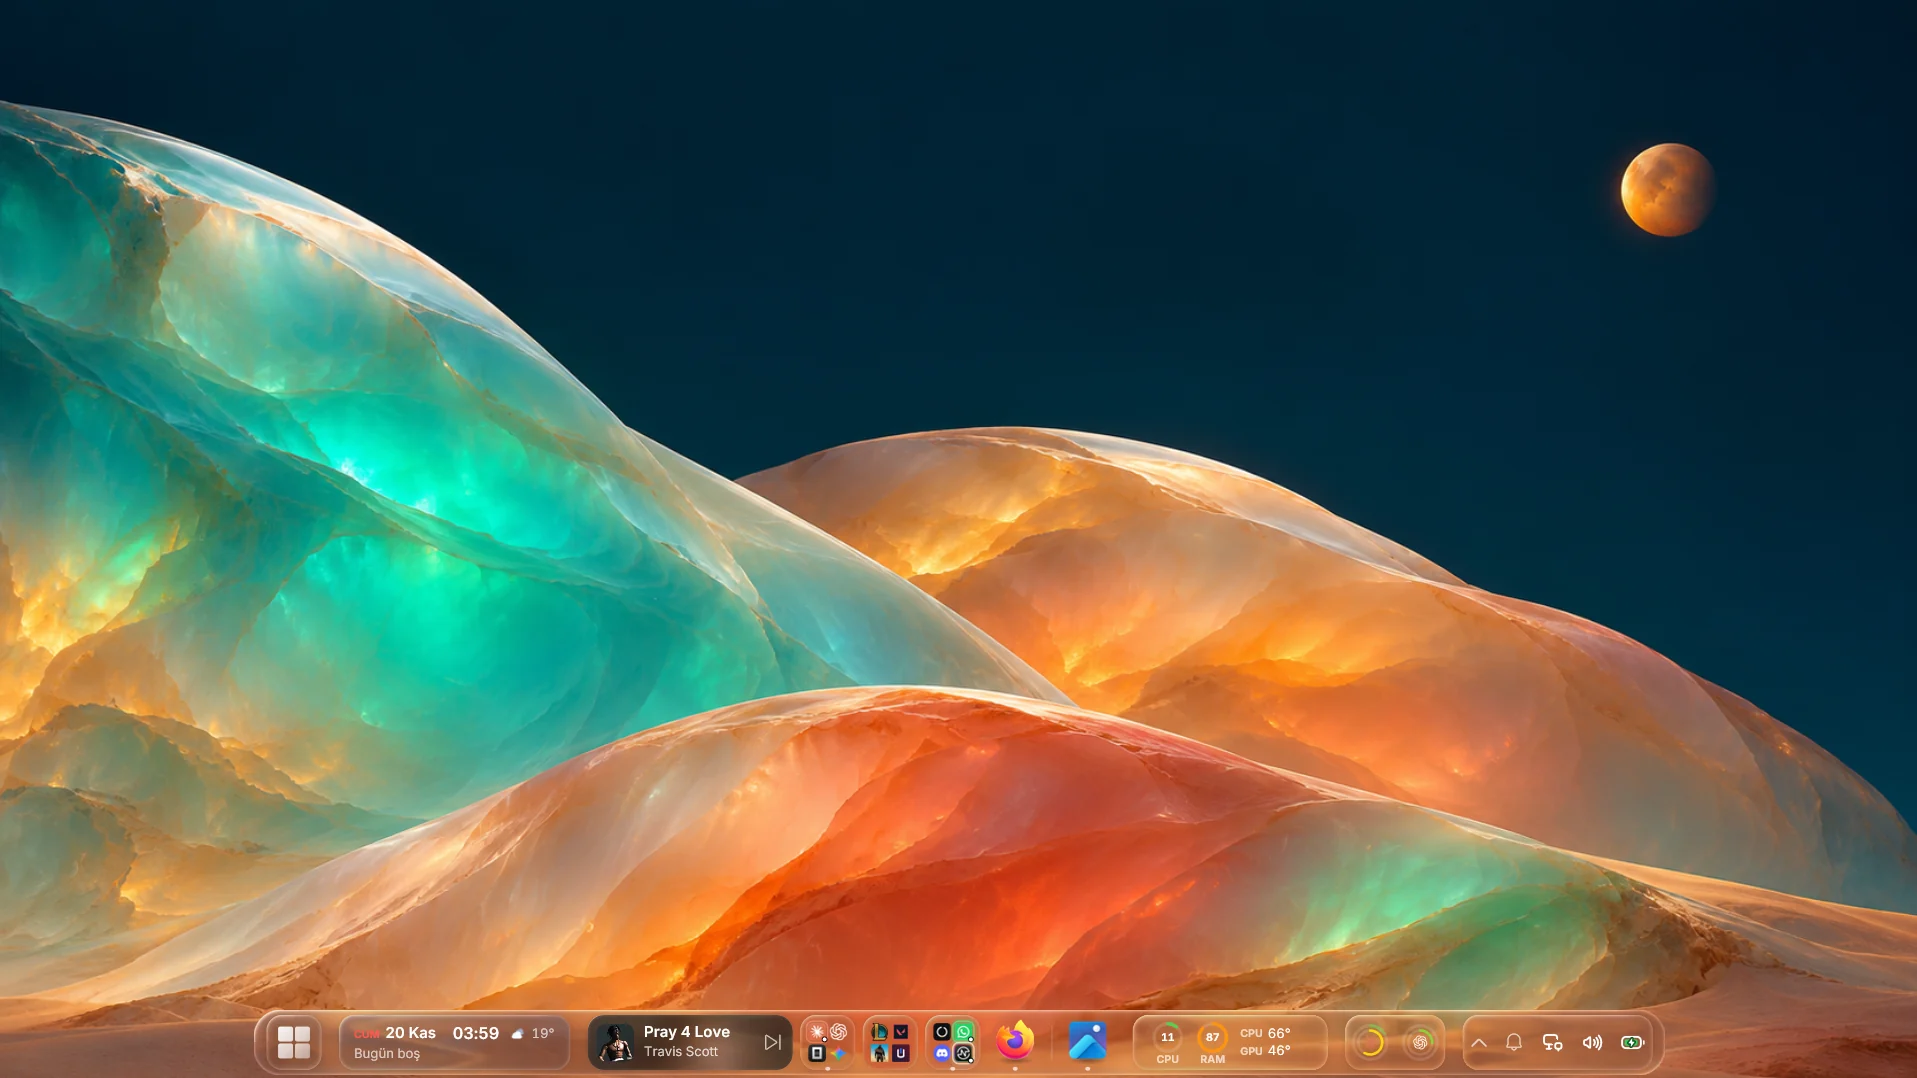 CUM 20 Kas 03:59 19°
Bugün boş
Pray 4 Love
Travis Scott
U
11
CPU
87
RAM
CPU 66°
GPU 46°